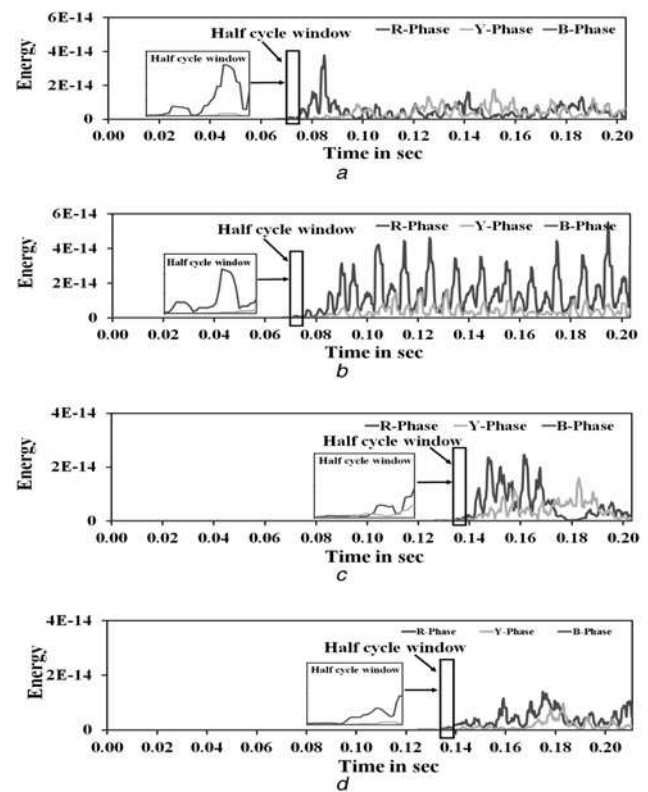 6E-14
4E-14
2E-14
0
Energy
Half cycle window
R-Phase Y-Phase B-Phase
Half cycle window
0.00 0.02 0.04 0.06 0.08 0.10 0.12 0.14 0.16 0.18 0.20
Time in sec
a
6E-14
4E-14
2E-14
0
Energy
Half cycle window
R-Phase Y-Phase B-Phase
Half cycle window
0.00 0.02 0.04 0.06 0.08 0.10 0.12 0.14 0.16 0.18 0.20
Time in sec
b
4E-14
2E-14
0
Energy
R-Phase Y-Phase B-Phase
Half cycle window
Half cycle window
0.00 0.02 0.04 0.06 0.08 0.10 0.12 0.14 0.16 0.18 0.20
Time in sec
c
4E-14
2E-14
0
Energy
R-Phase Y-Phase B-Phase
Half cycle window
Half cycle window
0.00 0.02 0.04 0.06 0.08 0.10 0.12 0.14 0.16 0.18 0.20
Time in sec
d